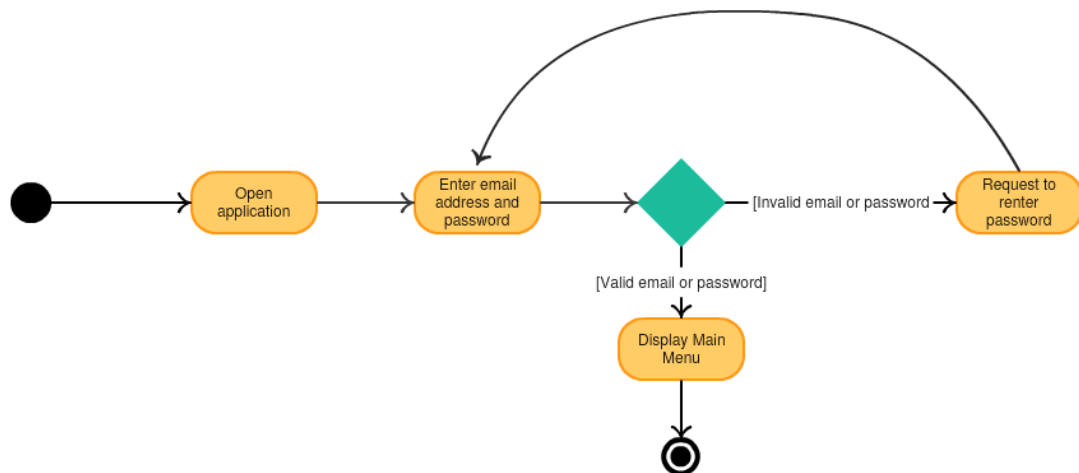 Open
application
Enter email
address and
password
[Invalid email or password
Request to
renter
password
[Valid email or password]
Display Main
Menu